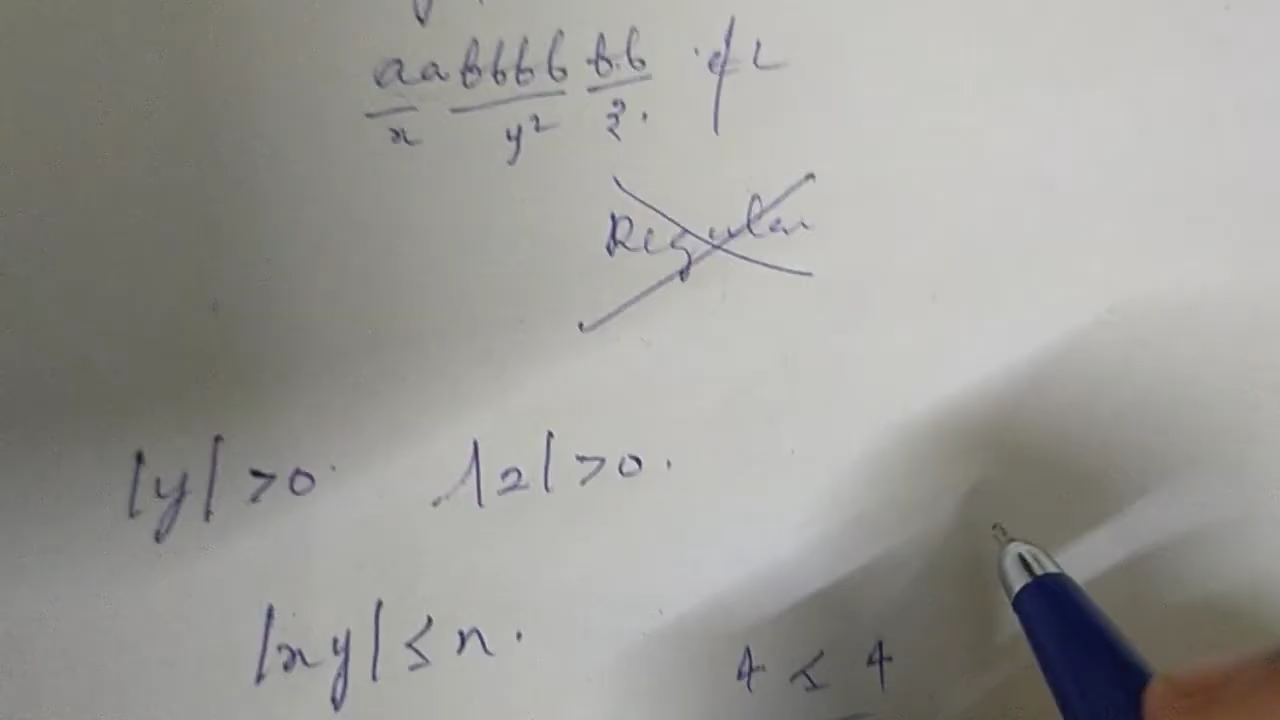 aabbbb bb ∉ L
x y² z.
Regular
|y| >0. |z| >0.
|xy| ≤ n.
4 ≤ 4